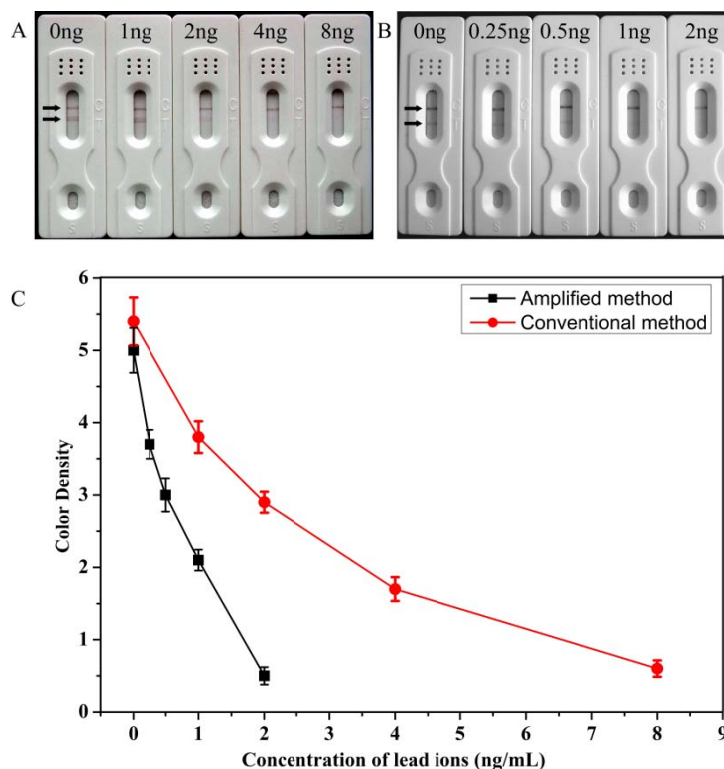 A
0ng 1ng 2ng 4ng 8ng
C
T
S S S S S
B
0ng 0.25ng 0.5ng 1ng 2ng
C
T
S S S S S
C
Amplified method
Conventional method
Color Density
6
5
4
3
2
1
0
0 1 2 3 4 5 6 7 8 9
Concentration of lead ions (ng/mL)